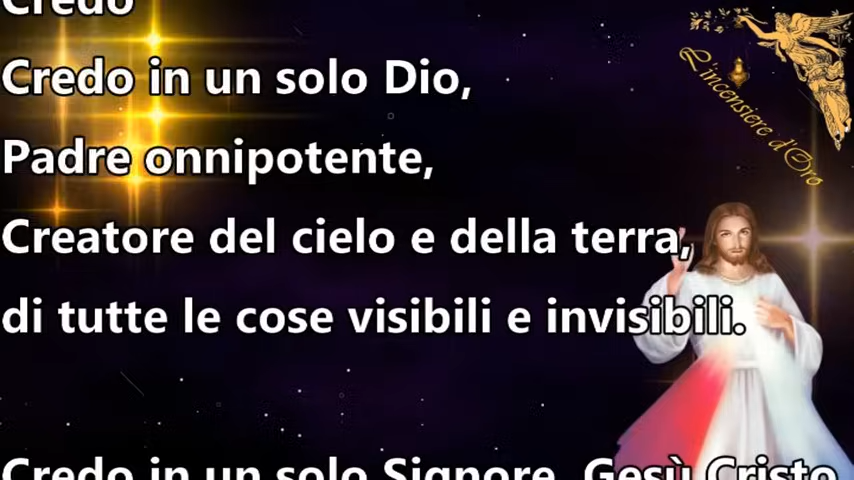 Credo
Credo in un solo Dio,
Padre onnipotente,
Creatore del cielo e della terra,
di tutte le cose visibili e invisibili.
Credo in un solo Signore, Gesù Cristo
L'incensiere d'Oro